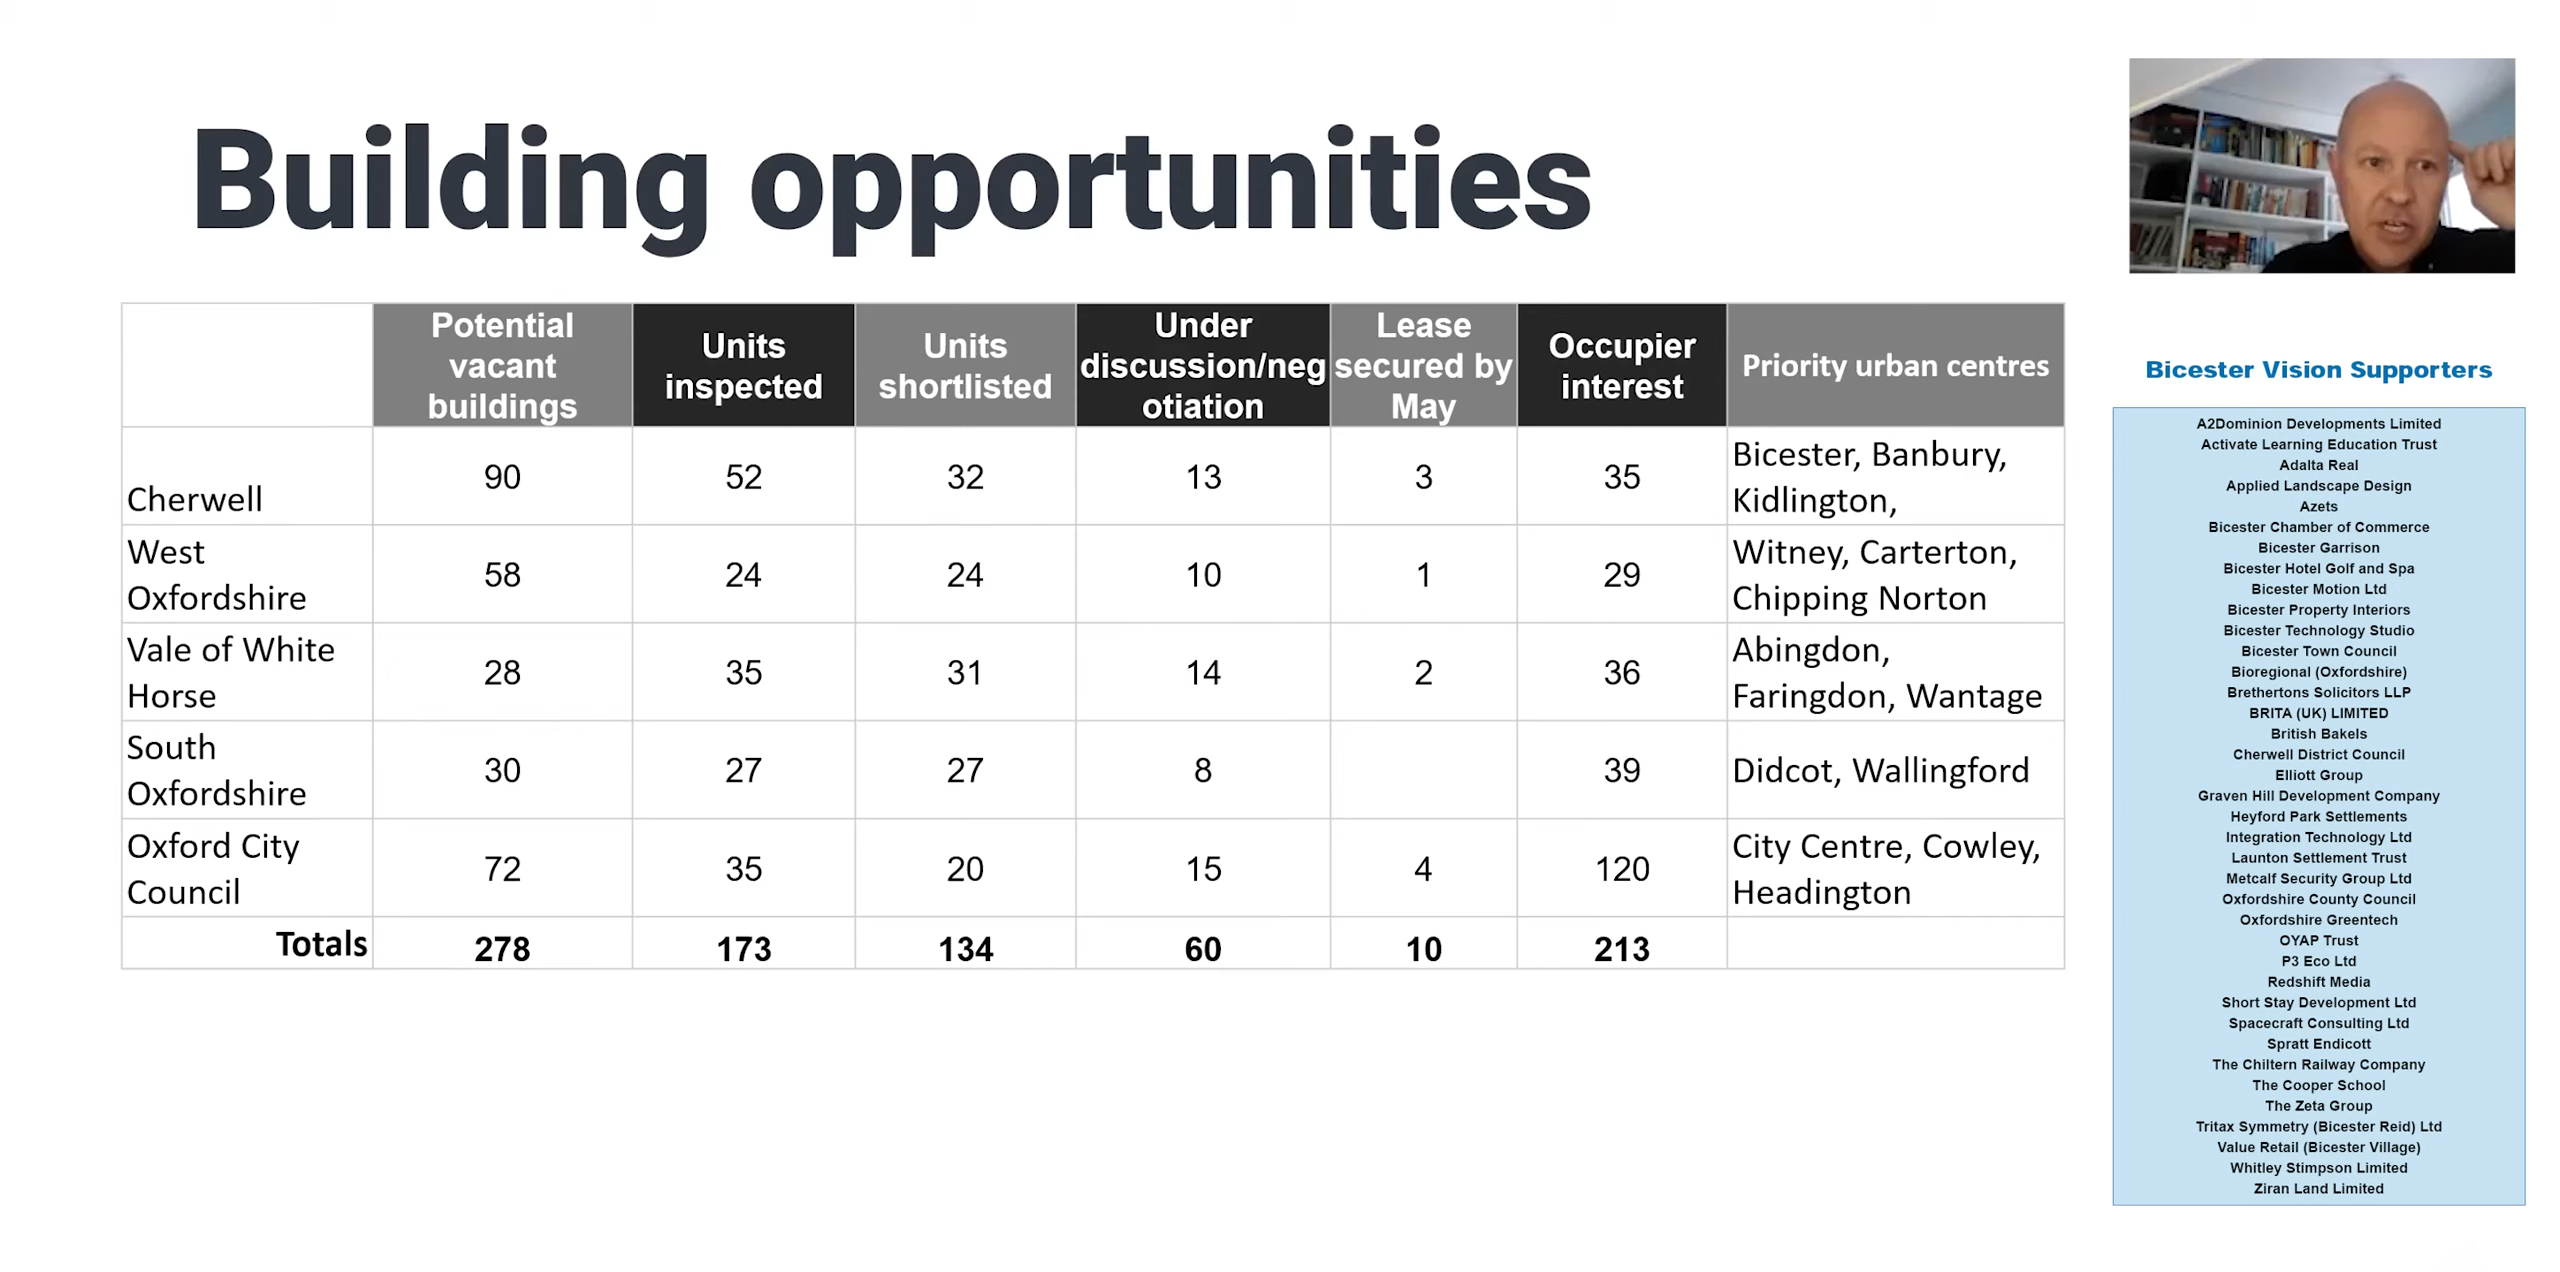 Building opportunities
Potential
vacant
buildings
Units
inspected
Units
shortlisted
Under
discussion/neg
otiation
Lease
secured by
May
Occupier
interest
Priority urban centres
Cherwell
90
52
32
13
3
35
Bicester, Banbury,
Kidlington,
West
Oxfordshire
58
24
24
10
1
29
Witney, Carterton,
Chipping Norton
Vale of White
Horse
28
35
31
14
2
36
Abingdon,
Faringdon, Wantage
South
Oxfordshire
30
27
27
8
39
Didcot, Wallingford
Oxford City
Council
72
35
20
15
4
120
City Centre, Cowley,
Headington
Totals
278
173
134
60
10
213
Bicester Vision Supporters
A2Dominion Developments Limited
Activate Learning Education Trust
Adalta Real
Applied Landscape Design
Azets
Bicester Chamber of Commerce
Bicester Garrison
Bicester Hotel Golf and Spa
Bicester Motion Ltd
Bicester Property Interiors
Bicester Technology Studio
Bicester Town Council
Bioregional (Oxfordshire)
Brethertons Solicitors LLP
BRITA (UK) LIMITED
British Bakels
Cherwell District Council
Elliott Group
Graven Hill Development Company
Heyford Park Settlements
Integration Technology Ltd
Launton Settlement Trust
Metcalf Security Group Ltd
Oxfordshire County Council
Oxfordshire Greentech
OYAP Trust
P3 Eco Ltd
Redshift Media
Short Stay Development Ltd
Spacecraft Consulting Ltd
Spratt Endicott
The Chiltern Railway Company
The Cooper School
The Zeta Group
Tritax Symmetry (Bicester Reid) Ltd
Value Retail (Bicester Village)
Whitley Stimpson Limited
Ziran Land Limited